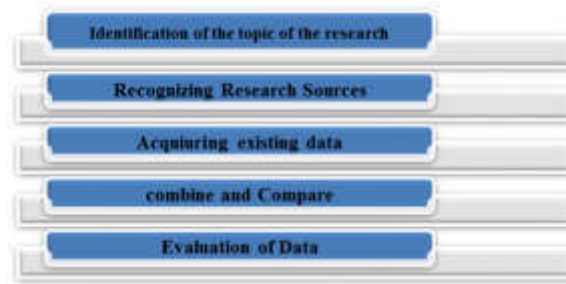 Identification of the topic of the research
Recognizing Research Sources
Acquiuring existing data
combine and Compare
Evaluation of Data